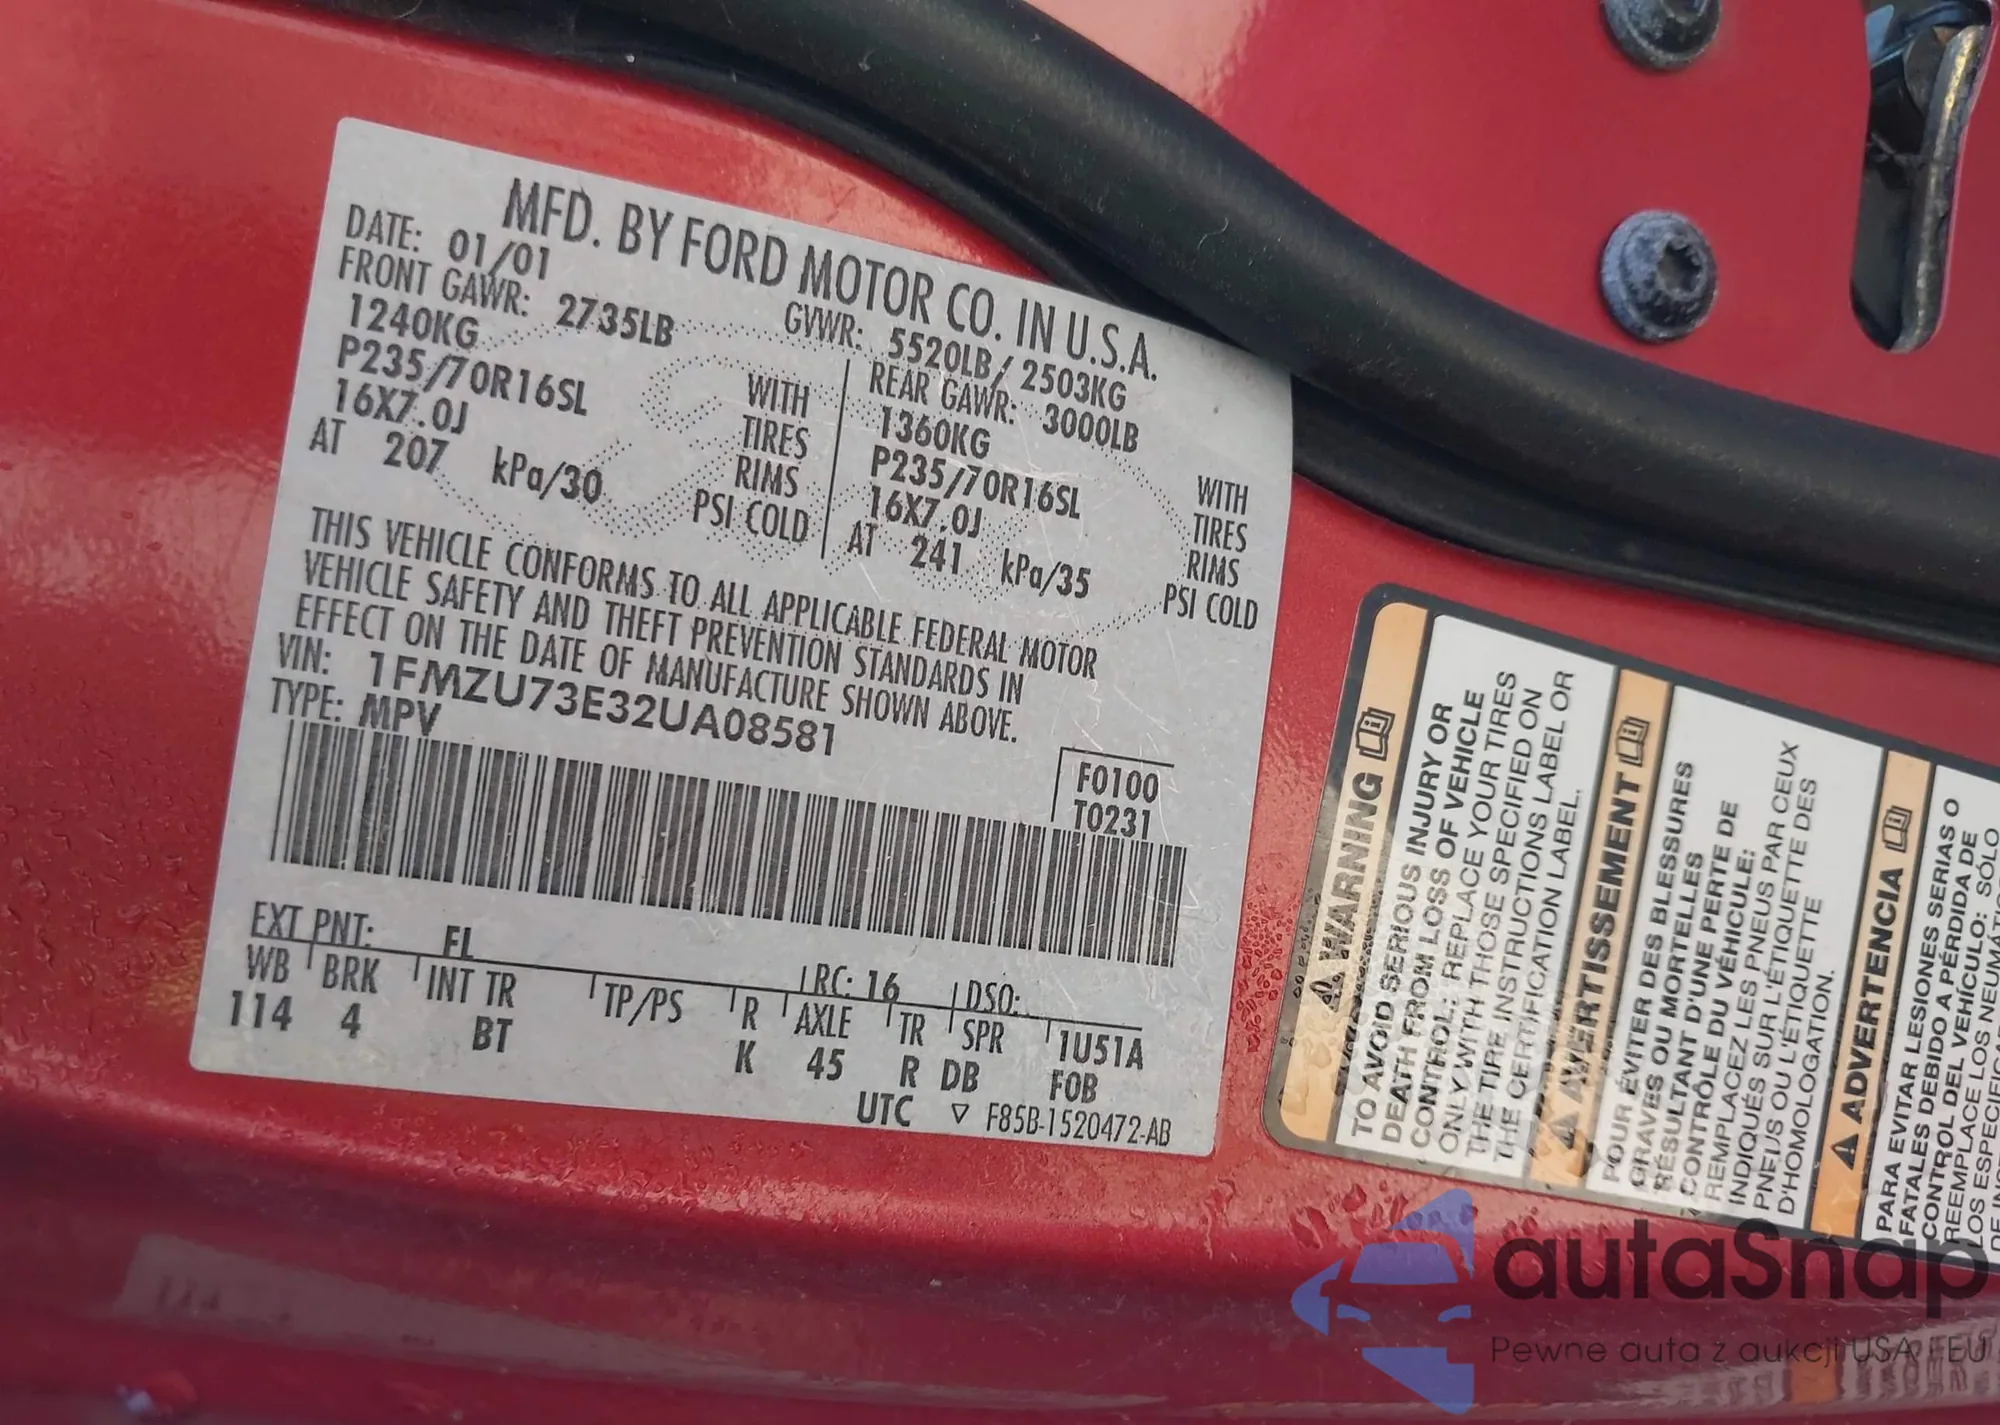 MFD. BY FORD MOTOR CO. IN U.S.A.
DATE: 01/01
GVWR: 5520LB/ 2503KG
FRONT GAWR: 2735LB
REAR GAWR: 3000LB
1240KG WITH
1360KG WITH
P235/70R16SL TIRES
P235/70R16SL TIRES
16X7.0J RIMS
16X7.0J RIMS
AT 207 kPa/30 PSI COLD
AT 241 kPa/35 PSI COLD
THIS VEHICLE CONFORMS TO ALL APPLICABLE FEDERAL MOTOR
VEHICLE SAFETY AND THEFT PREVENTION STANDARDS IN
EFFECT ON THE DATE OF MANUFACTURE SHOWN ABOVE.
VIN: 1FMZU73E32UA08581
TYPE: MPV
F0100
T0231
EXT PNT: FL RC: 16 DSO:
WB BRK INT TR TP/PS R AXLE TR SPR 1U51A
114 4 BT K 45 R DB FOB
UTC ▽ F85B-1520472-AB
WARNING
TO AVOID SERIOUS INJURY OR
DEATH FROM LOSS OF VEHICLE
CONTROL: REPLACE YOUR TIRES
ONLY WITH THOSE SPECIFIED ON
THE TIRE INSTRUCTIONS LABEL OR
THE CERTIFICATION LABEL.
AVERTISSEMENT
POUR ÉVITER DES BLESSURES
GRAVES OU MORTELLES
RÉSULTANT D'UNE PERTE DE
CONTRÔLE DU VÉHICULE:
REMPLACEZ LES PNEUS PAR CEUX
INDIQUÉS SUR L'ÉTIQUETTE DES
PNEUS OU L'ÉTIQUETTE
D'HOMOLOGATION.
ADVERTENCIA
PARA EVITAR LESIONES SERIAS O
FATALES DEBIDO A PÉRDIDA DE
CONTROL DEL VEHÍCULO: SÓLO
REEMPLACE LOS
LOS
autaSnap
Pewne auta z aukcji USA i EU